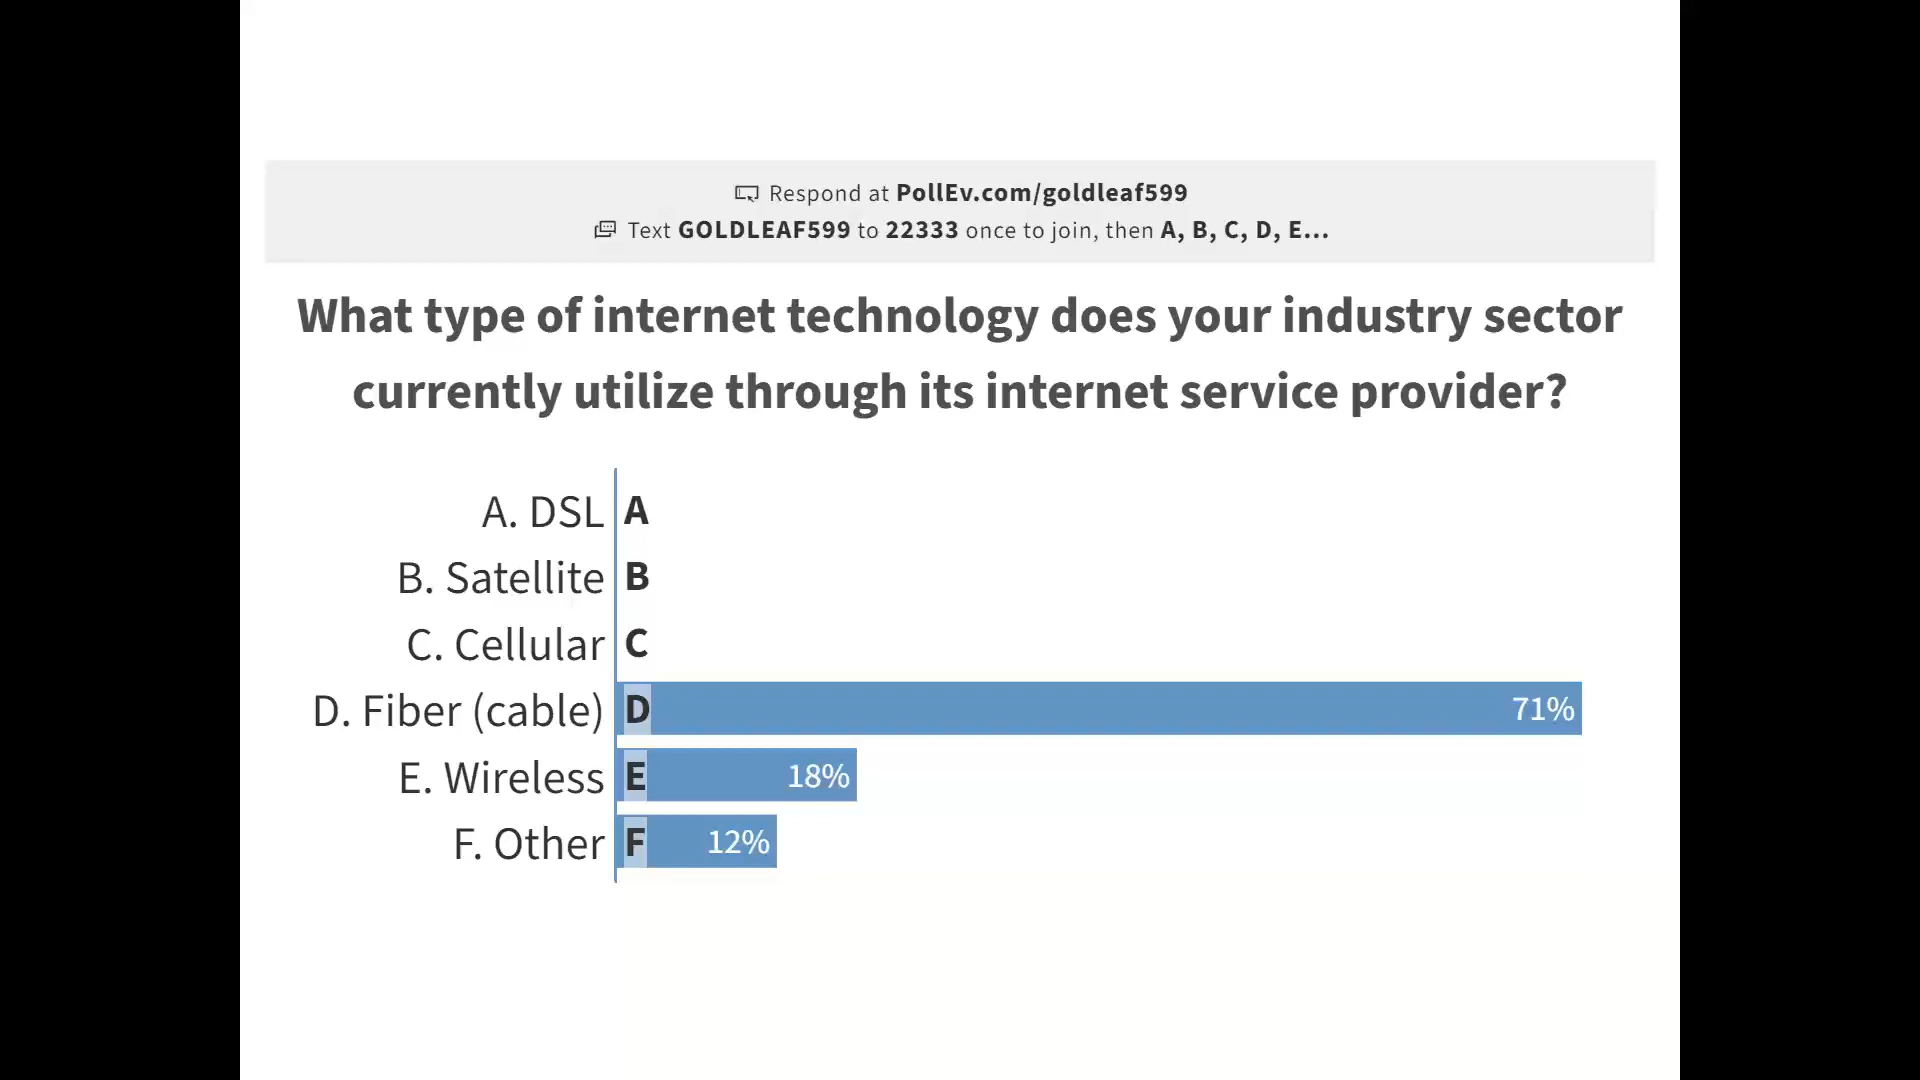 Respond at PollEv.com/goldleaf599
Text GOLDLEAF599 to 22333 once to join, then A, B, C, D, E...
What type of internet technology does your industry sector
currently utilize through its internet service provider?
A. DSL A
B. Satellite B
C. Cellular C
D. Fiber (cable) D 71%
E. Wireless E 18%
F. Other F 12%